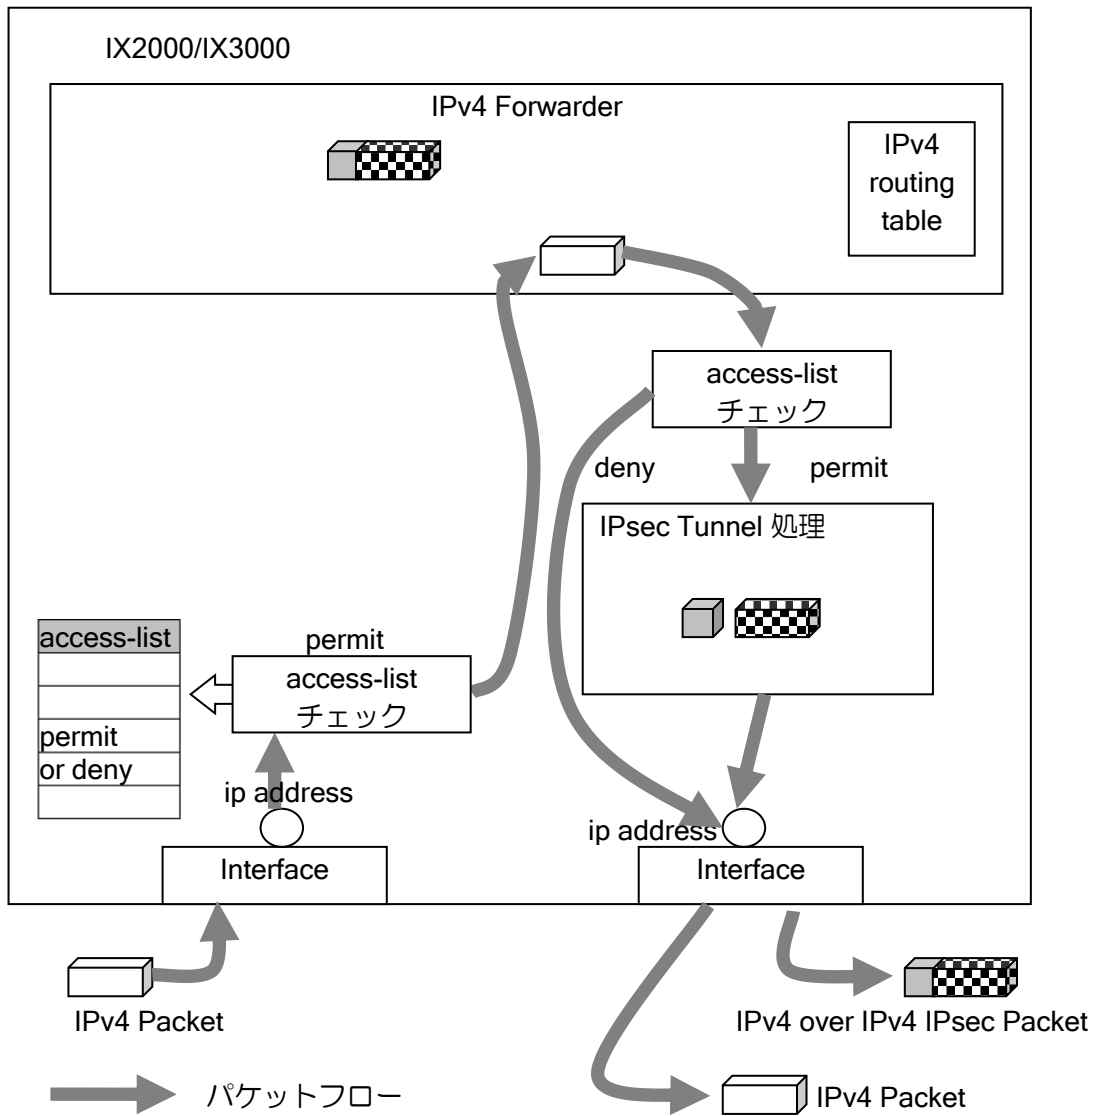 IX2000/IX3000
IPv4 Forwarder
IPv4
routing
table
access-list
チェック
deny
permit
IPsec Tunnel 処理
access-list
permit
or deny
permit
access-list
チェック
ip address
Interface
ip address
Interface
IPv4 Packet
IPv4 over IPv4 IPsec Packet
パケットフロー
IPv4 Packet